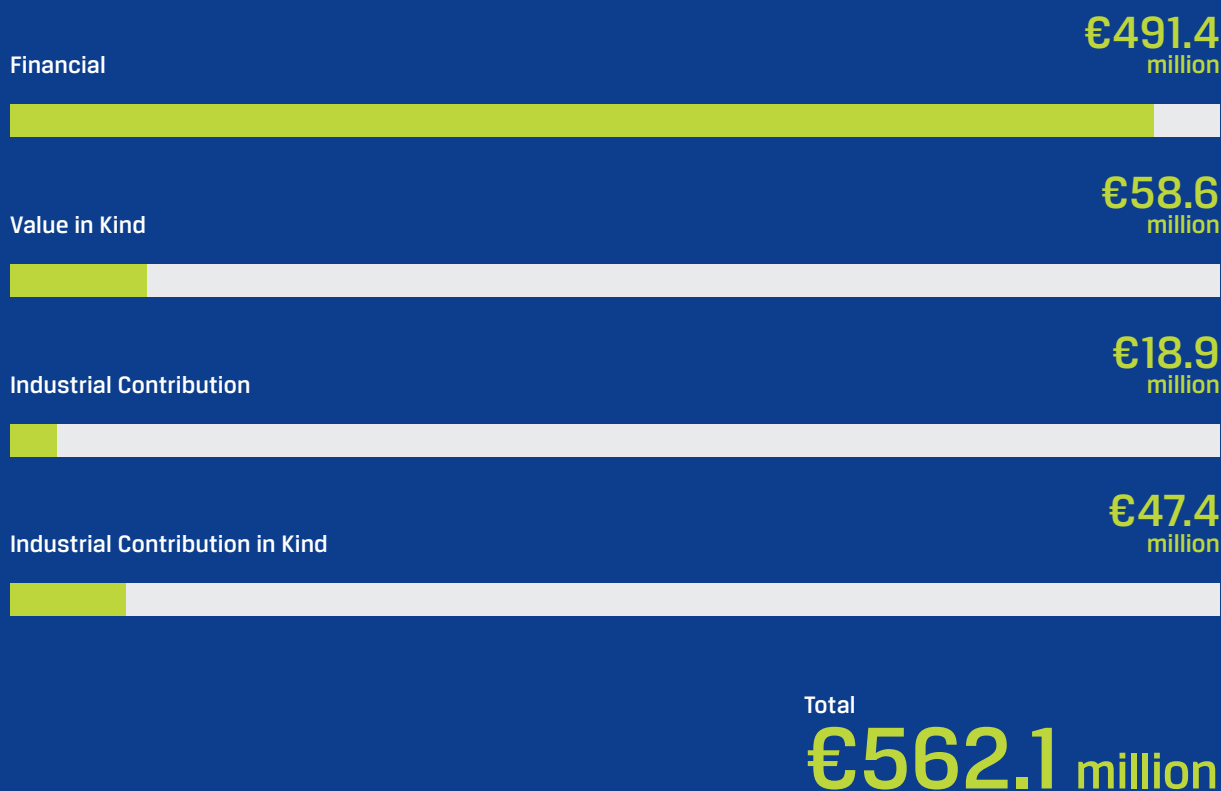 Financial
€491.4
million
Value in Kind
€58.6
million
Industrial Contribution
€18.9
million
Industrial Contribution in Kind
€47.4
million
Total
€562.1 million